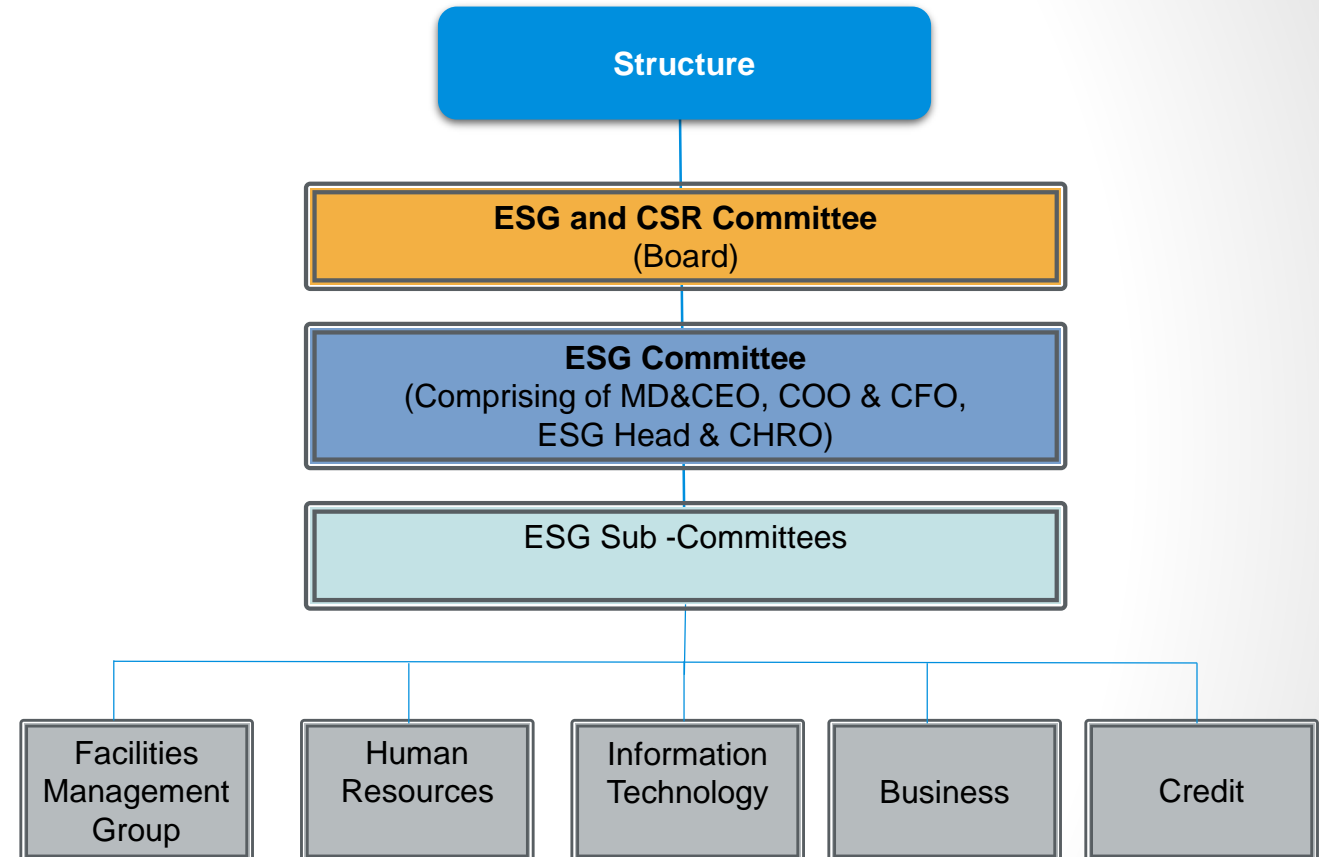 Structure
ESG and CSR Committee
(Board)
ESG Committee
(Comprising of MD&CEO, COO & CFO,
ESG Head & CHRO)
ESG Sub -Committees
Facilities
Management
Group
Human
Resources
Information
Technology
Business
Credit